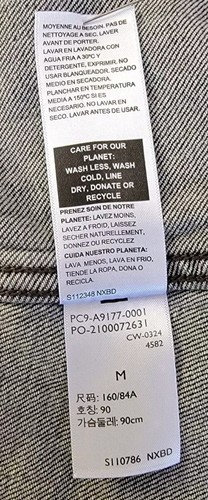 MOYENNE AU BESOIN. PAS DE
NETTOYAGE A SEC. LAVER
AVANT DE PORTER.
LAVAR EN LAVADORA CON
AGUA FRIA A 30ºC Y
DETERGENTE, EXPRIMIR. NO
USAR BLANQUEADOR. SECADO
MEDIO EN SECADORA.
PLANCHAR EN TEMPERATURA
MEDIA A 150ºC SI ES
NECESARIO. NO LAVAR EN
SECO. LAVAR ANTES DE USAR.
CARE FOR OUR
PLANET:
WASH LESS, WASH
COLD, LINE
DRY, DONATE OR
RECYCLE
PRENEZ SOIN DE NOTRE
PLANETE: LAVEZ MOINS,
LAVEZ A FROID, LAISSEZ
SECHER NATURELLEMENT,
DONNEZ OU RECYCLEZ
CUIDA NUESTRO PLANETA:
LAVA MENOS, LAVA EN FRIO,
TIENDE LA ROPA, DONA O
RECICLA.
S112348 NXBD
PC9-A9177-0001
PO-2100072631
CW-0324
4582
M
尺码: 160/84A
호칭: 90
가슴둘레: 90cm
S110786 NXBD